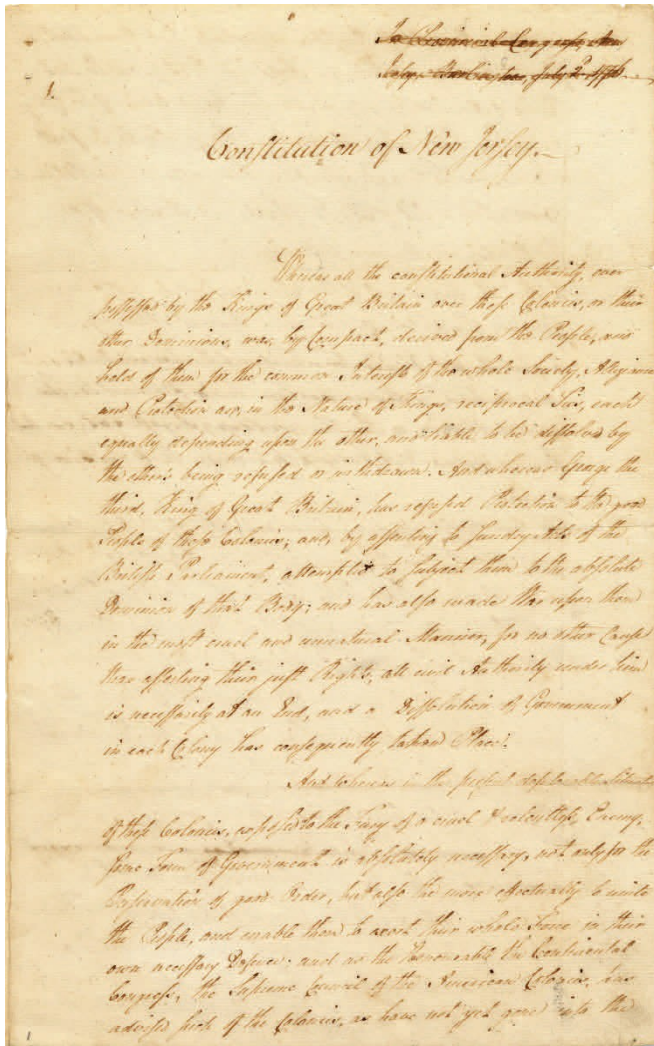 In Provincial Congress, New
Jersey, Burlington, July 2d 1776
1.
Constitution of New Jersey.
Whereas all the constitutional Authority, ever
possessed by the Kings of Great Britain over these Colonies, or their
other Dominions, was, by Compact, derived from the People, and
held of them for the common Interest of the whole Society, Allegiance
and Protection are, in the Nature of Things, reciprocal Ties, each
equally depending upon the other, and liable to be dissolved by
the other's being refused or withdrawn. And whereas George the
third, King of Great Britain, has refused Protection to the good
People of these Colonies; and, by assenting to sundry Acts of the
British Parliament, attempted to subject them to the absolute
Dominion of that Body; and has also made War upon them
in the most cruel and unnatural Manner, for no other Cause
than asserting their just Rights, all civil Authority under him
is necessarily at an End, and a Dissolution of Government
in each Colony has consequently taken Place.
And whereas in the present deplorable Situation
of these Colonies, exposed to the Fury of a cruel & relentless Enemy,
some Form of Government is absolutely necessary, not only for the
Preservation of good Order, but also the more effectually to unite
the People, and enable them to exert their whole Force in their
own necessary Defence: and as the Honourable the Continental
Congress, the Supreme Council of the American Colonies, has
advised such of the Colonies, as have not yet gone into the